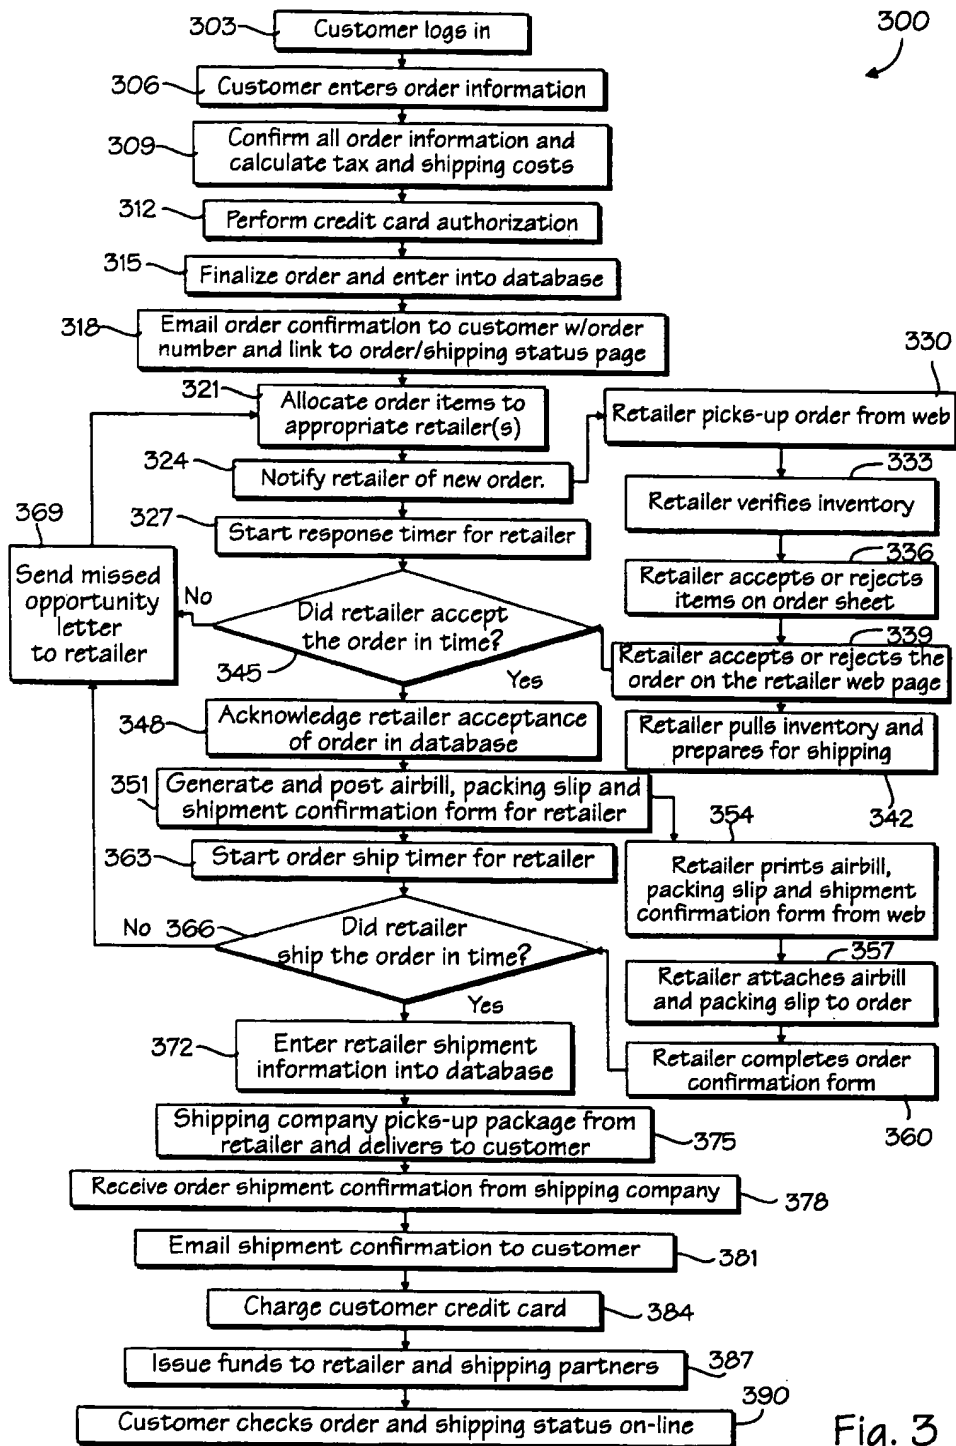 300
303
Customer logs in
306
Customer enters order information
309
Confirm all order information and
calculate tax and shipping costs
312
Perform credit card authorization
315
Finalize order and enter into database
318
Email order confirmation to customer w/order
number and link to order/shipping status page
321
Allocate order items to
appropriate retailer(s)
324
Notify retailer of new order.
327
Start response timer for retailer
330
Retailer picks-up order from web
333
Retailer verifies inventory
336
Retailer accepts or rejects
items on order sheet
339
Retailer accepts or rejects the
order on the retailer web page
Retailer pulls inventory and
prepares for shipping
342
369
Send missed
opportunity
letter
to retailer
No
Did retailer accept
the order in time?
345
Yes
348
Acknowledge retailer acceptance
of order in database
351
Generate and post airbill, packing slip and
shipment confirmation form for retailer
354
Retailer prints airbill,
packing slip and shipment
confirmation form from web
357
Retailer attaches airbill
and packing slip to order
Retailer completes order
confirmation form
360
363
Start order ship timer for retailer
No
366
Did retailer
ship the order in time?
Yes
372
Enter retailer shipment
information into database
Shipping company picks-up package from
retailer and delivers to customer
375
Receive order shipment confirmation from shipping company
378
Email shipment confirmation to customer
381
Charge customer credit card
384
Issue funds to retailer and shipping partners
387
Customer checks order and shipping status on-line
390
Fig. 3